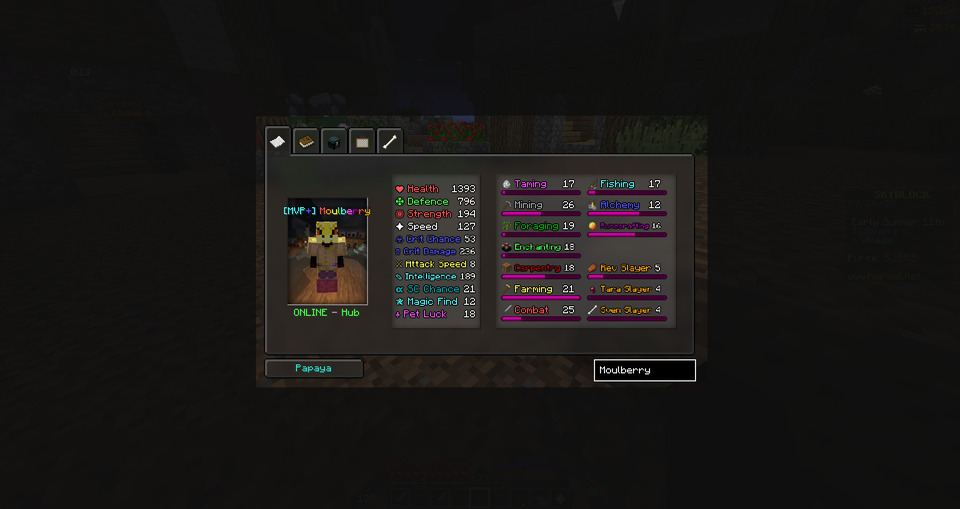 [MVP+] Moulberry
ONLINE - Hub
Health 1393
Defence 796
Strength 194
Speed 127
Crit Chance 53
Crit Damage 236
Attack Speed 8
Intelligence 189
SC Chance 21
Magic Find 12
Pet Luck 18
Taming 17
Mining 26
Foraging 19
Enchanting 18
Carpentry 18
Farming 21
Combat 25
Fishing 17
Alchemy 12
Runecrafting 16
Rev Slayer 5
Tara Slayer 4
Sven Slayer 4
Papaya
Moulberry
SKYBLOCK